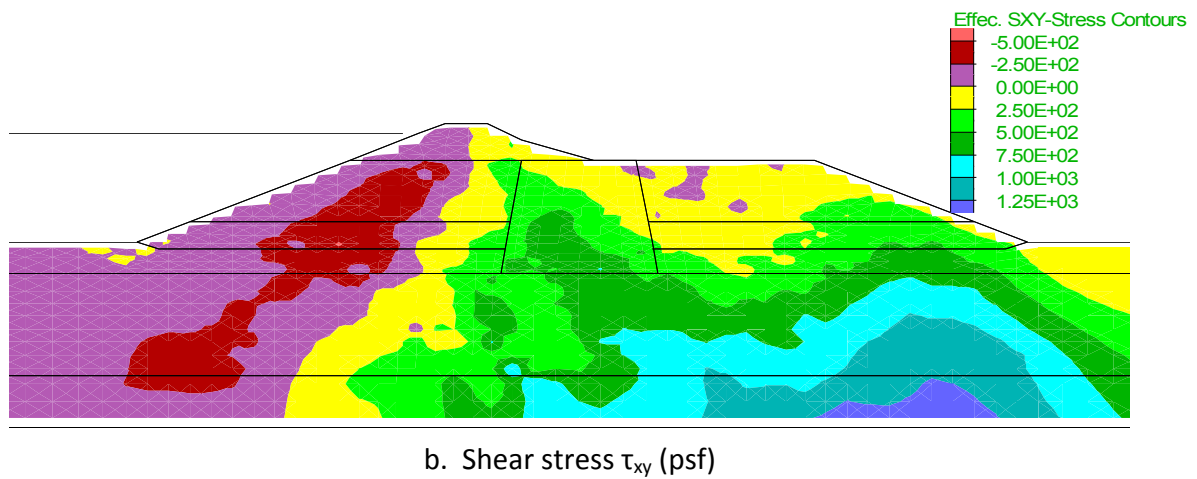 Effec. SXY-Stress Contours
-5.00E+02
-2.50E+02
0.00E+00
2.50E+02
5.00E+02
7.50E+02
1.00E+03
1.25E+03
b. Shear stress τxy (psf)